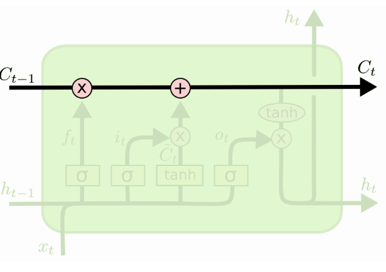 h_t
C_{t-1} × + C_t
tanh
f_t i_t C̃_t o_t ×
×
σ σ tanh σ
h_{t-1} h_t
x_t